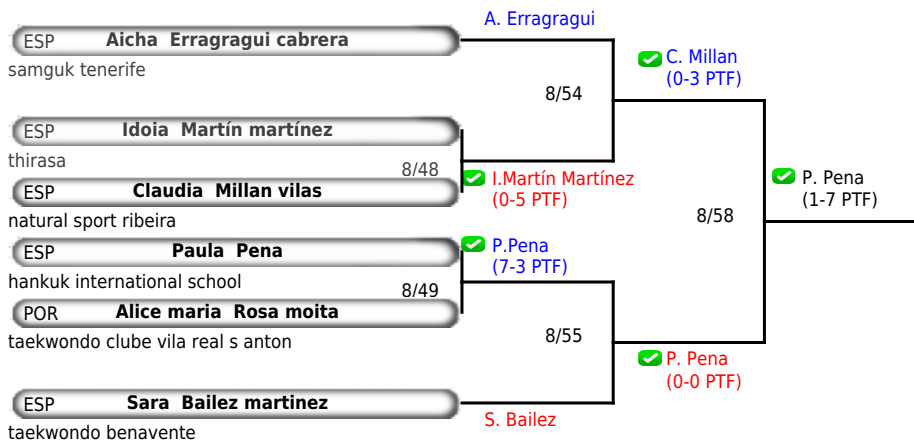 A. Erragragui
ESP Aicha Erragragui cabrera
samguk tenerife
C. Millan
(0-3 PTF)
8/54
ESP Idoia Martín martínez
thirasa
8/48
I.Martín Martínez
(0-5 PTF)
ESP Claudia Millan vilas
natural sport ribeira
P. Pena
(1-7 PTF)
8/58
ESP Paula Pena
P.Pena
(7-3 PTF)
hankuk international school
8/49
POR Alice maria Rosa moita
taekwondo clube vila real s anton
8/55
P. Pena
(0-0 PTF)
ESP Sara Bailez martinez
S. Bailez
taekwondo benavente